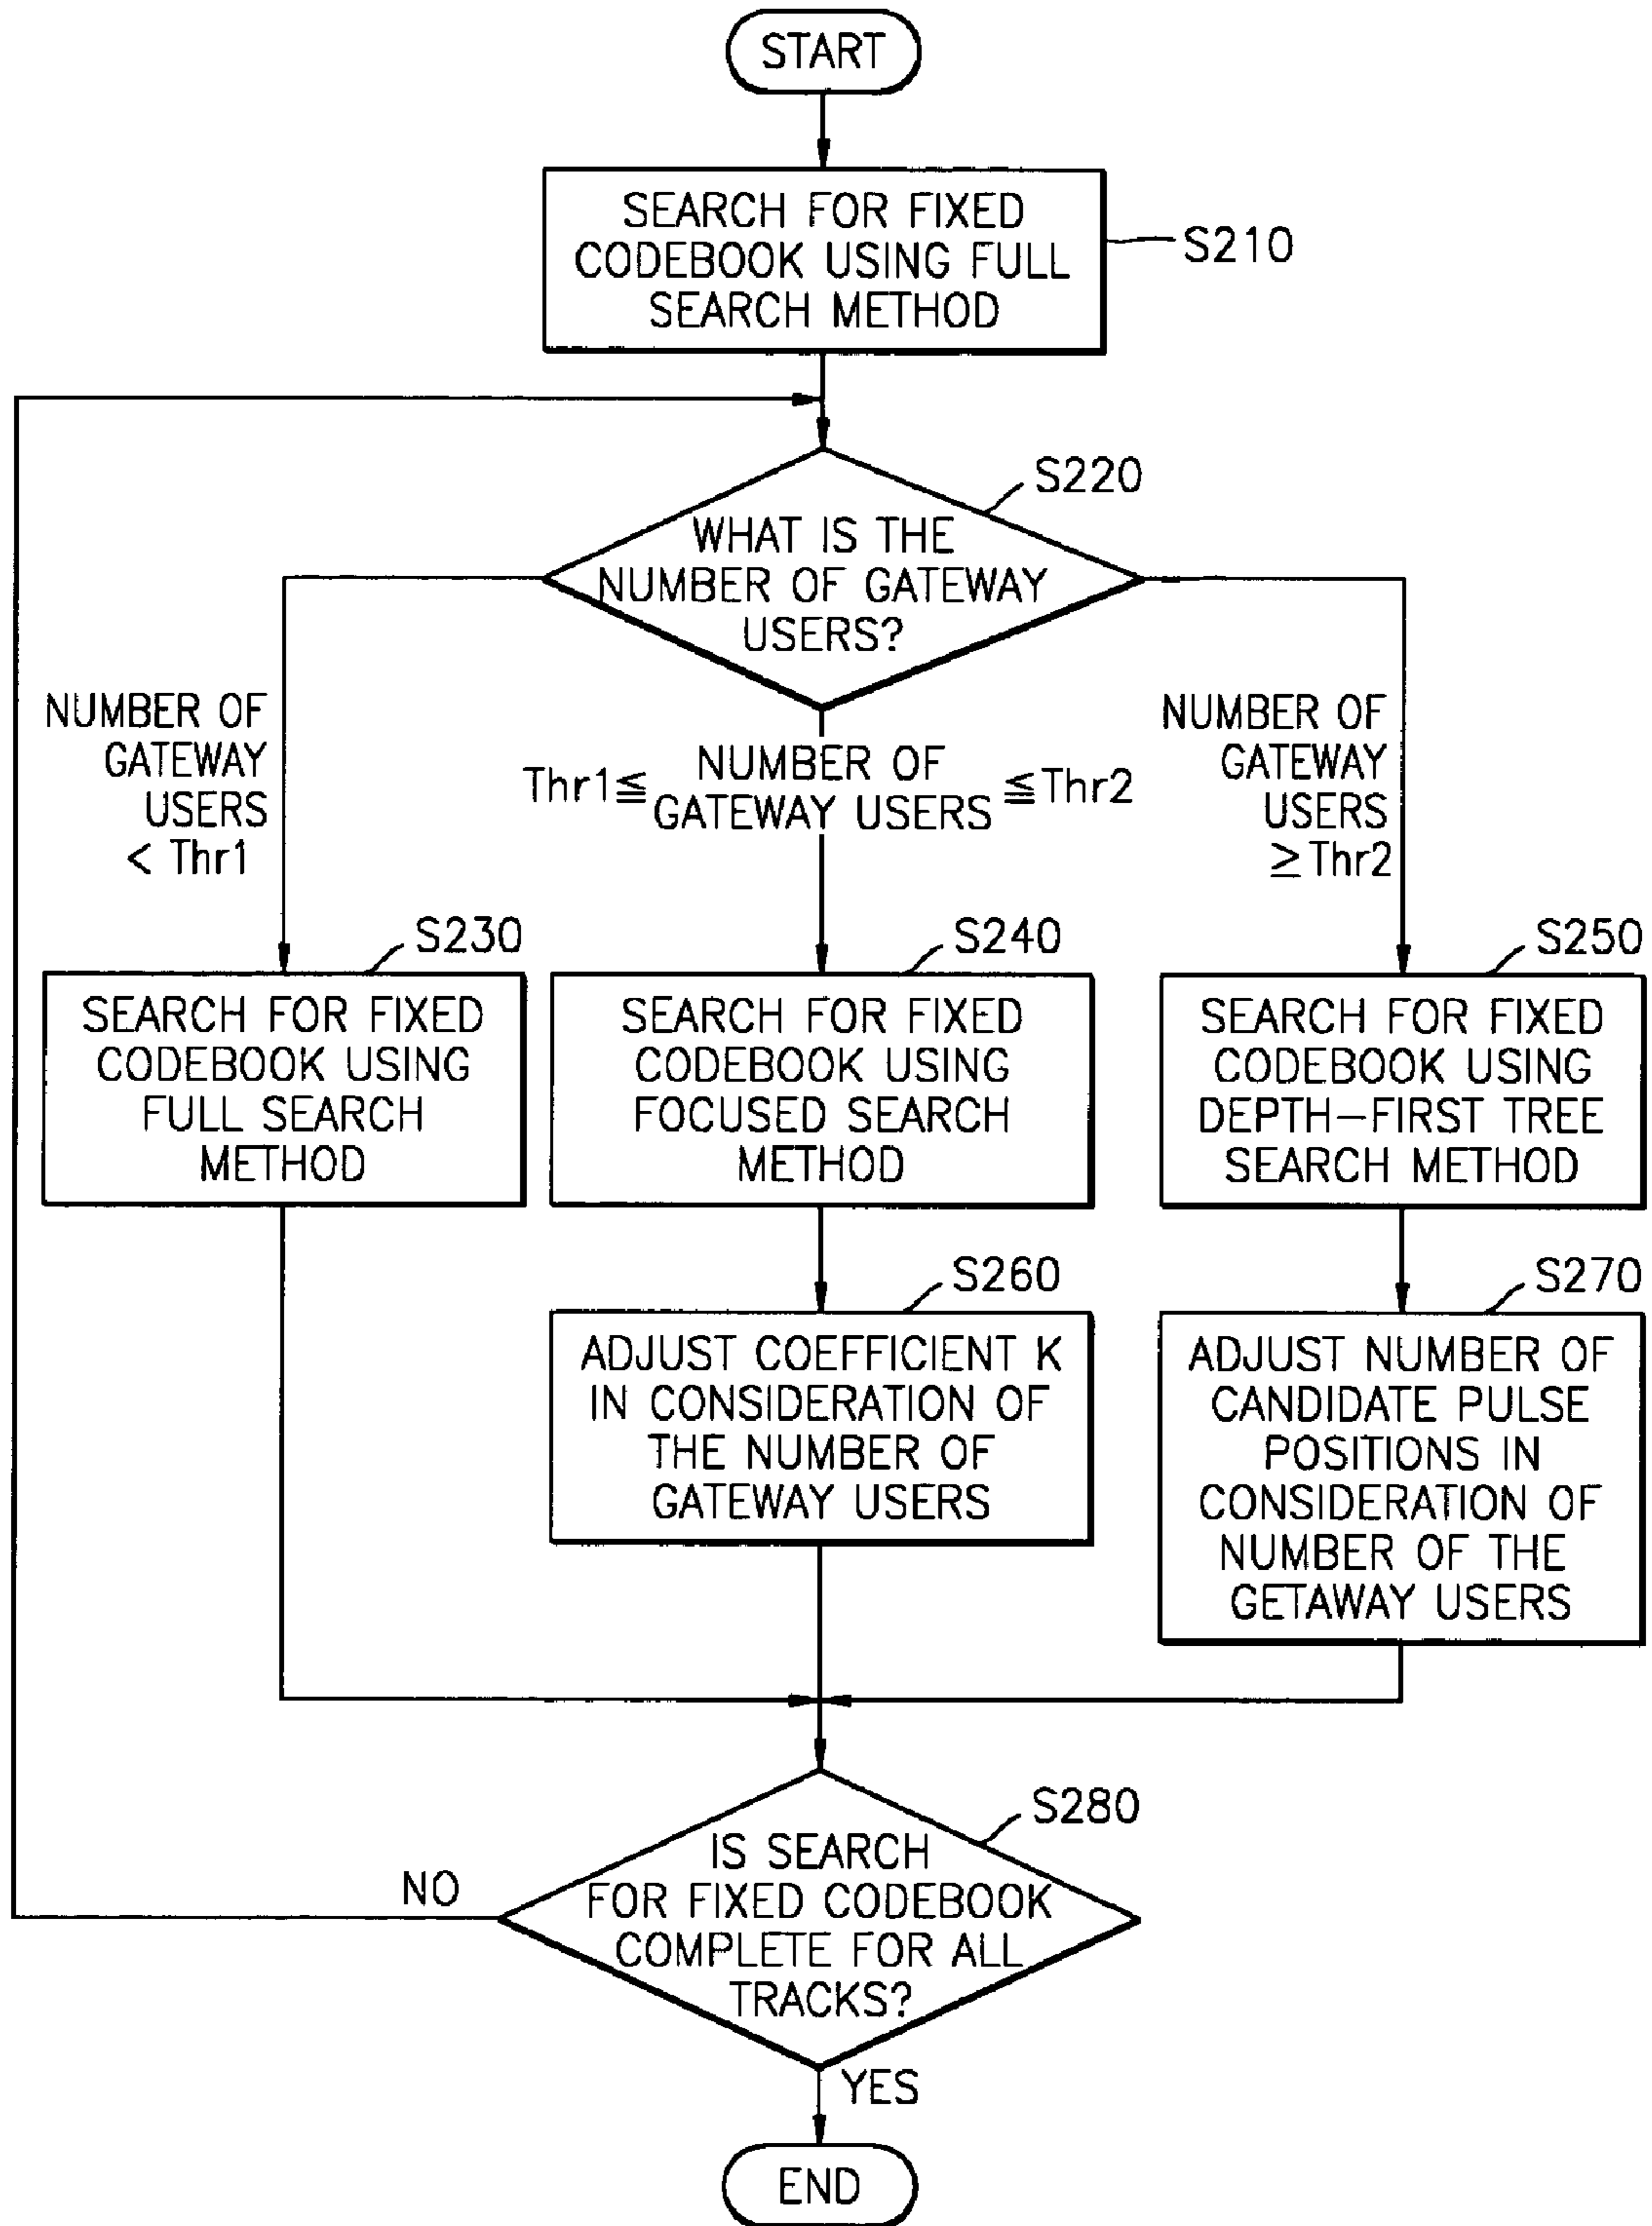 START
SEARCH FOR FIXED
CODEBOOK USING FULL
SEARCH METHOD
S210
S220
WHAT IS THE
NUMBER OF GATEWAY
USERS?
NUMBER OF
GATEWAY
USERS
< Thr1
Thr1≦ NUMBER OF
GATEWAY USERS ≦Thr2
NUMBER OF
GATEWAY
USERS
≥Thr2
S230
SEARCH FOR FIXED
CODEBOOK USING
FULL SEARCH
METHOD
S240
SEARCH FOR FIXED
CODEBOOK USING
FOCUSED SEARCH
METHOD
S250
SEARCH FOR FIXED
CODEBOOK USING
DEPTH-FIRST TREE
SEARCH METHOD
S260
ADJUST COEFFICIENT K
IN CONSIDERATION OF
THE NUMBER OF
GATEWAY USERS
S270
ADJUST NUMBER OF
CANDIDATE PULSE
POSITIONS IN
CONSIDERATION OF
NUMBER OF THE
GETAWAY USERS
S280
IS SEARCH
FOR FIXED CODEBOOK
COMPLETE FOR ALL
TRACKS?
NO
YES
END